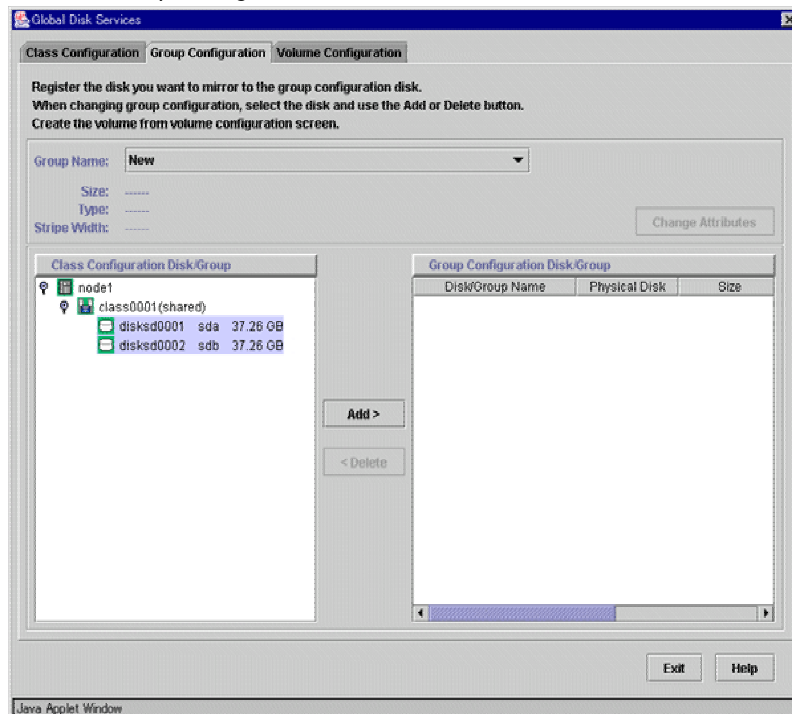 Global Disk Services
Class Configuration Group Configuration Volume Configuration
Register the disk you want to mirror to the group configuration disk.
When changing group configuration, select the disk and use the Add or Delete button.
Create the volume from volume configuration screen.
Group Name: New
Size: ------
Type: ------
Stripe Width: ------
Change Attributes
Class Configuration Disk/Group
node1
class0001(shared)
disksd0001 sda 37.26 GB
disksd0002 sdb 37.26 GB
Add >
< Delete
Group Configuration Disk/Group
Disk/Group Name Physical Disk Size
Exit Help
Java Applet Window